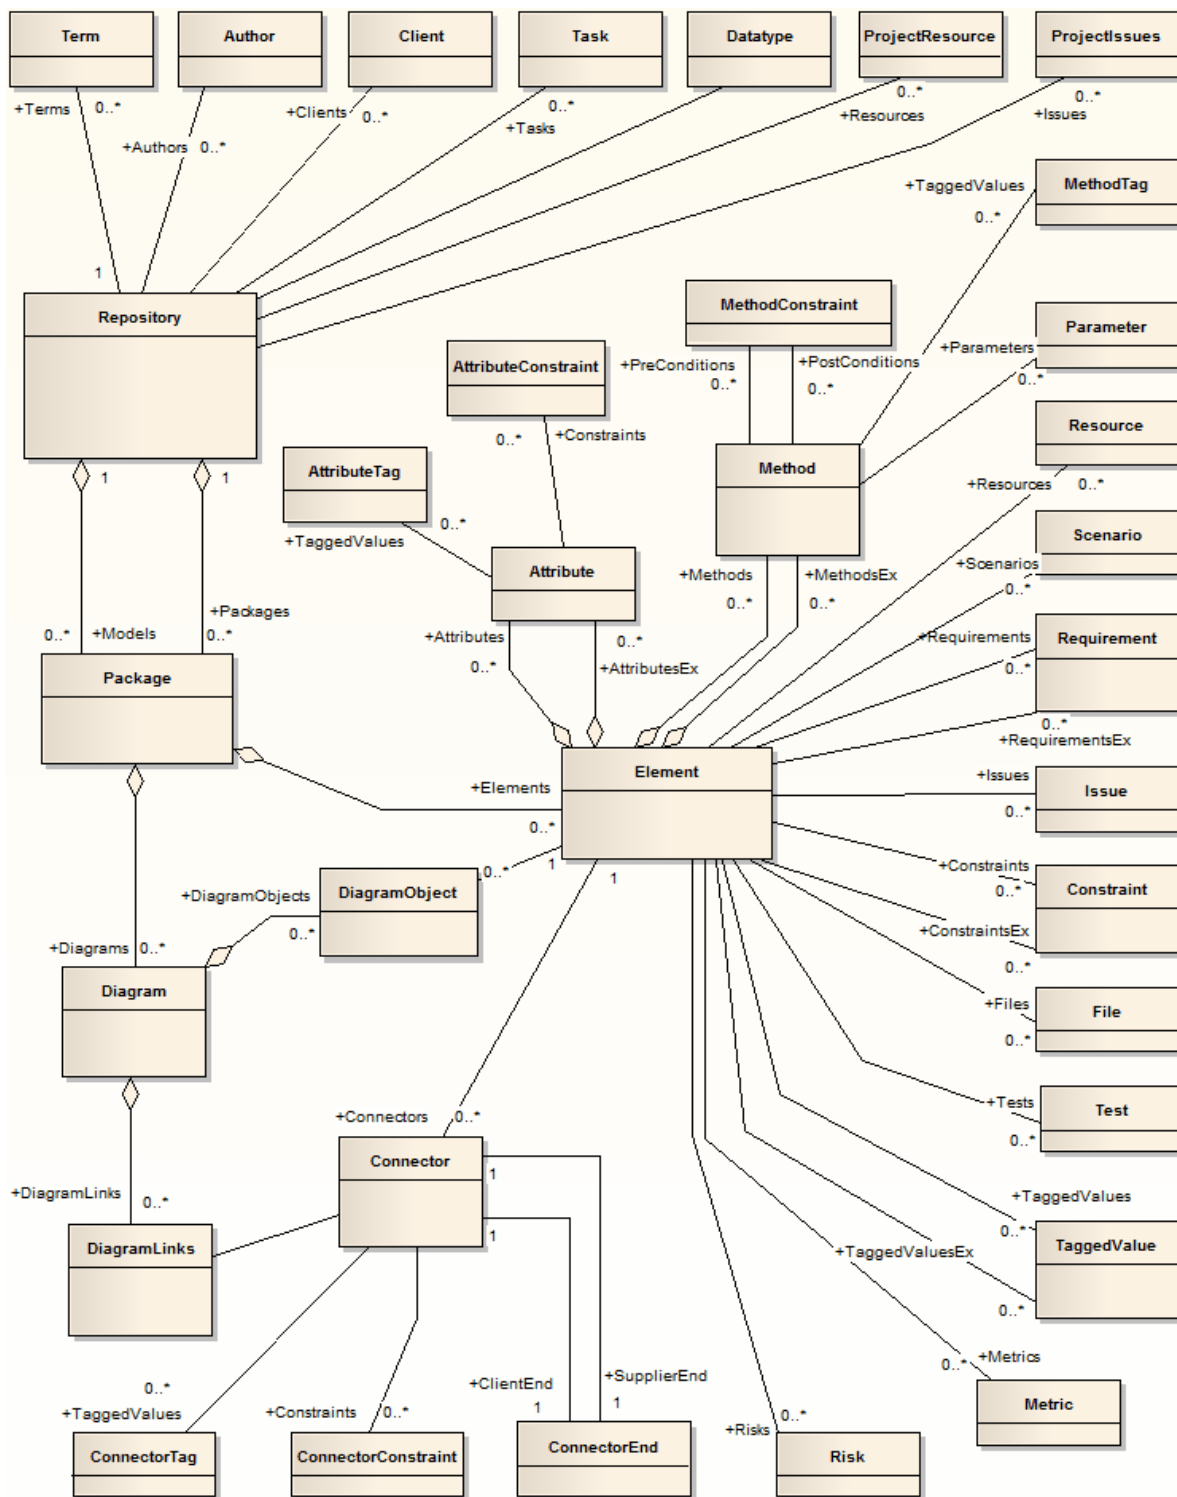 Term
Author
Client
Task
Datatype
ProjectResource
ProjectIssues
+Terms
0..*
+Authors
0..*
+Clients
0..*
0..*
+Tasks
0..*
+Resources
0..*
+Issues
+TaggedValues
0..*
MethodTag
1
Repository
MethodConstraint
+PreConditions
0..*
+PostConditions
0..*
+Parameters
0..*
Parameter
AttributeConstraint
0..*
+Constraints
AttributeTag
0..*
+TaggedValues
Method
Resource
+Resources
0..*
1
1
Attribute
+Methods
0..*
+MethodsEx
0..*
Scenario
+Scenarios
0..*
+Packages
0..*
0..*
+Models
+Attributes
0..*
0..*
+AttributesEx
+Requirements
0..*
Requirement
0..*
+RequirementsEx
Package
Element
+Elements
0..*
+Issues
0..*
Issue
1
1
0..*
+DiagramObjects
0..*
DiagramObject
+Constraints
0..*
Constraint
+ConstraintsEx
0..*
+Diagrams
0..*
Diagram
+Files
0..*
File
+Tests
0..*
Test
+Connectors
0..*
Connector
1
1
+DiagramLinks
0..*
DiagramLinks
+TaggedValues
0..*
TaggedValue
+TaggedValuesEx
0..*
+Metrics
0..*
Metric
0..*
+TaggedValues
+Constraints
0..*
+ClientEnd
1
+SupplierEnd
1
+Risks
0..*
ConnectorTag
ConnectorConstraint
ConnectorEnd
Risk